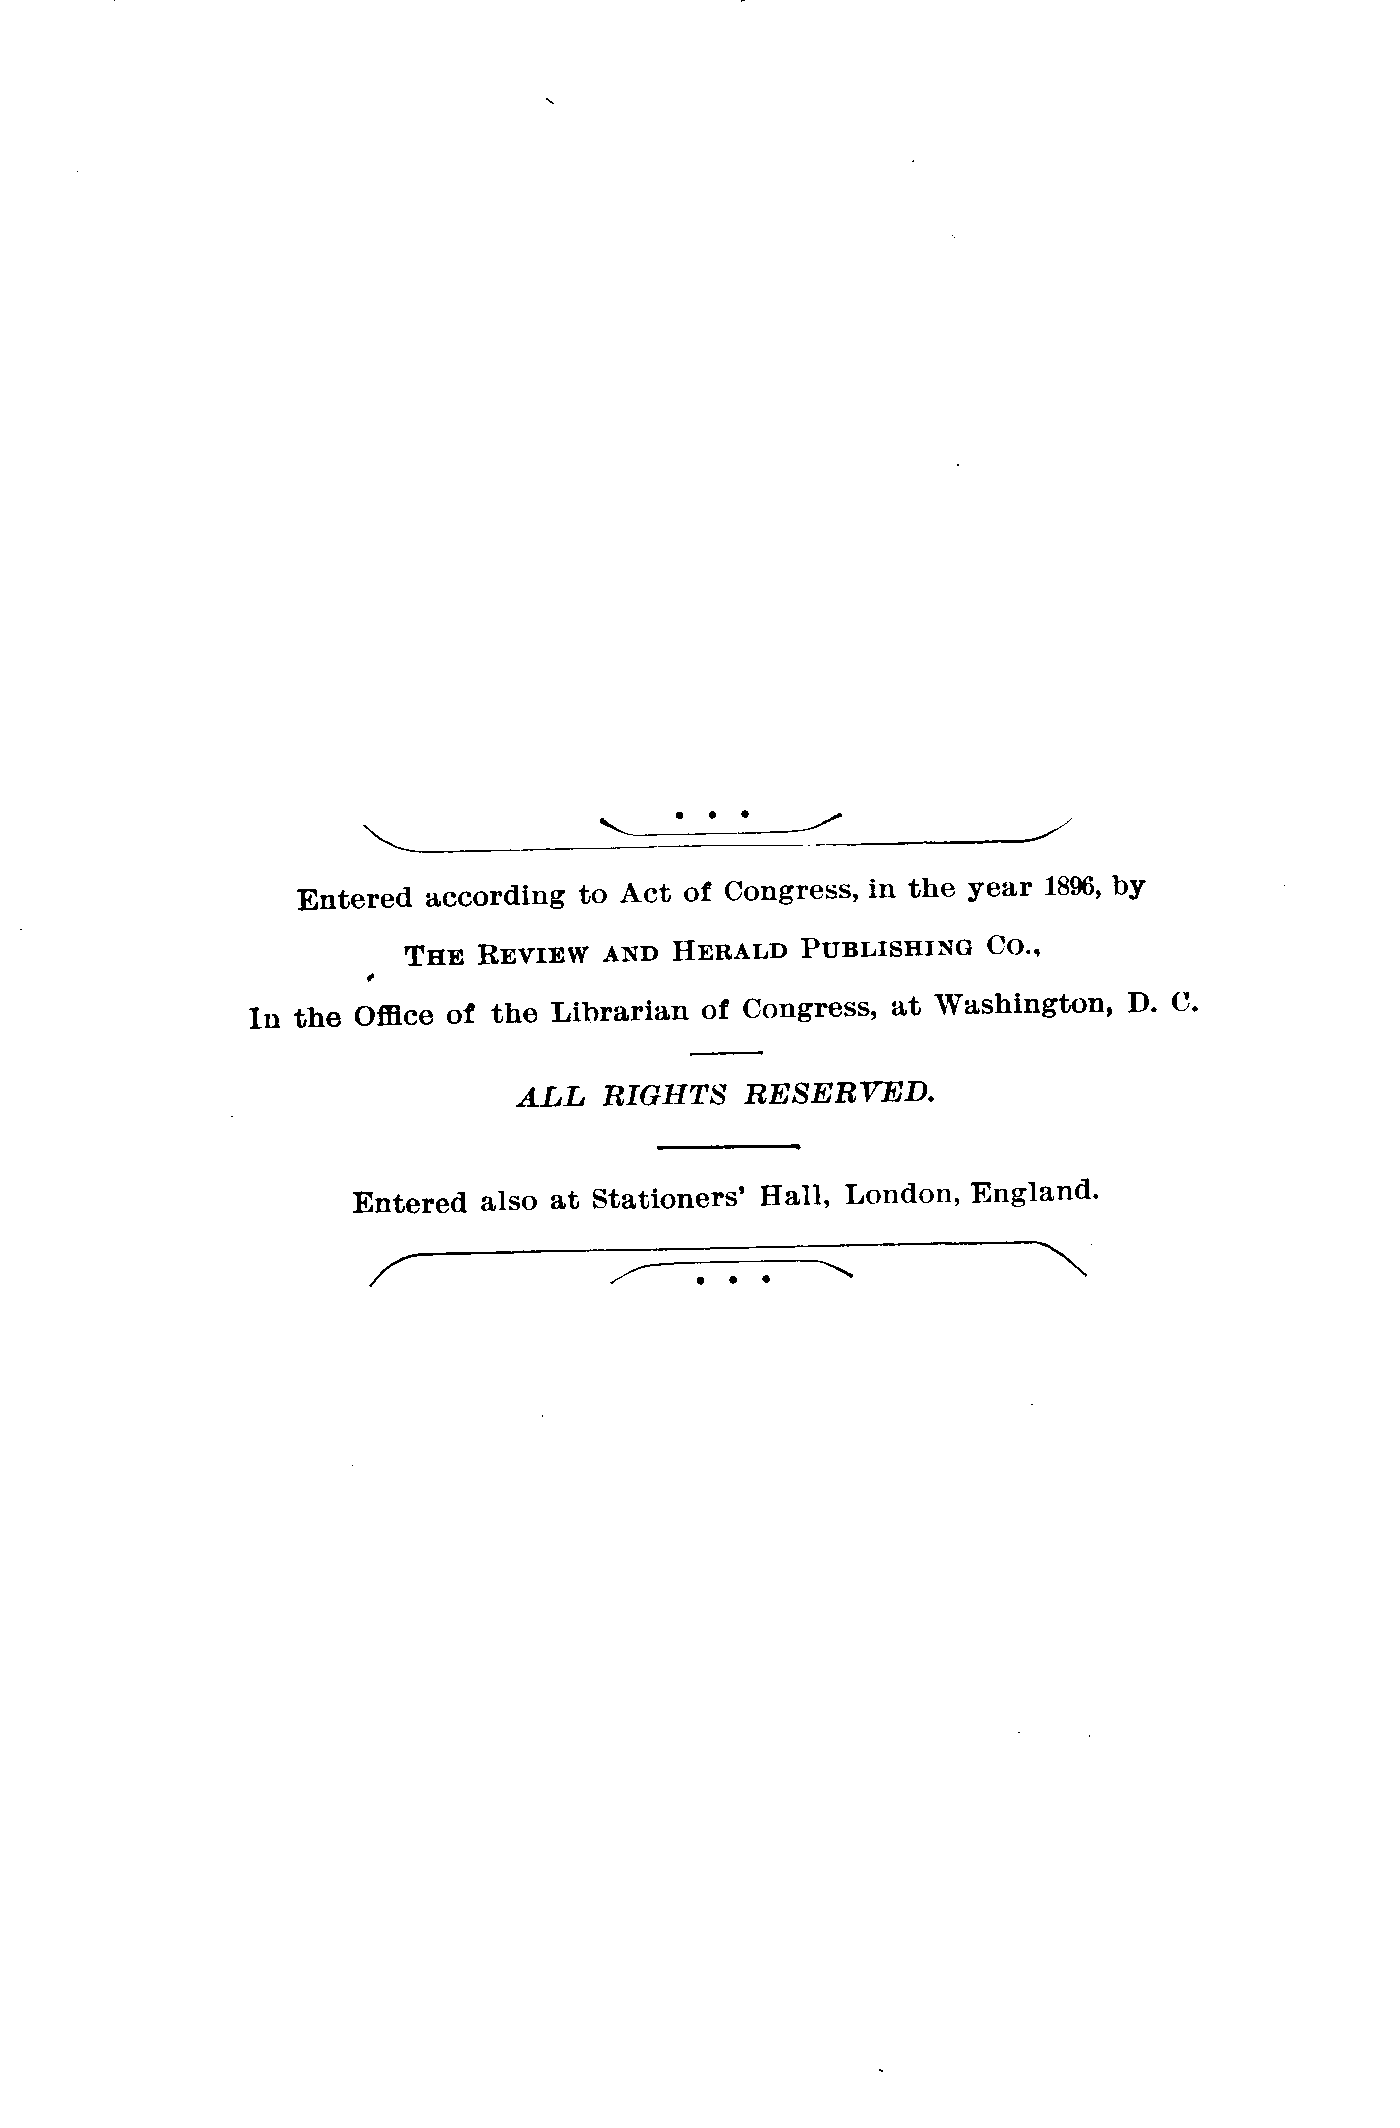 Entered according to Act of Congress, in the year 1896, by
THE REVIEW AND HERALD PUBLISHING CO.,
In the Office of the Librarian of Congress, at Washington, D. C.
ALL RIGHTS RESERVED.
Entered also at Stationers' Hall, London, England.